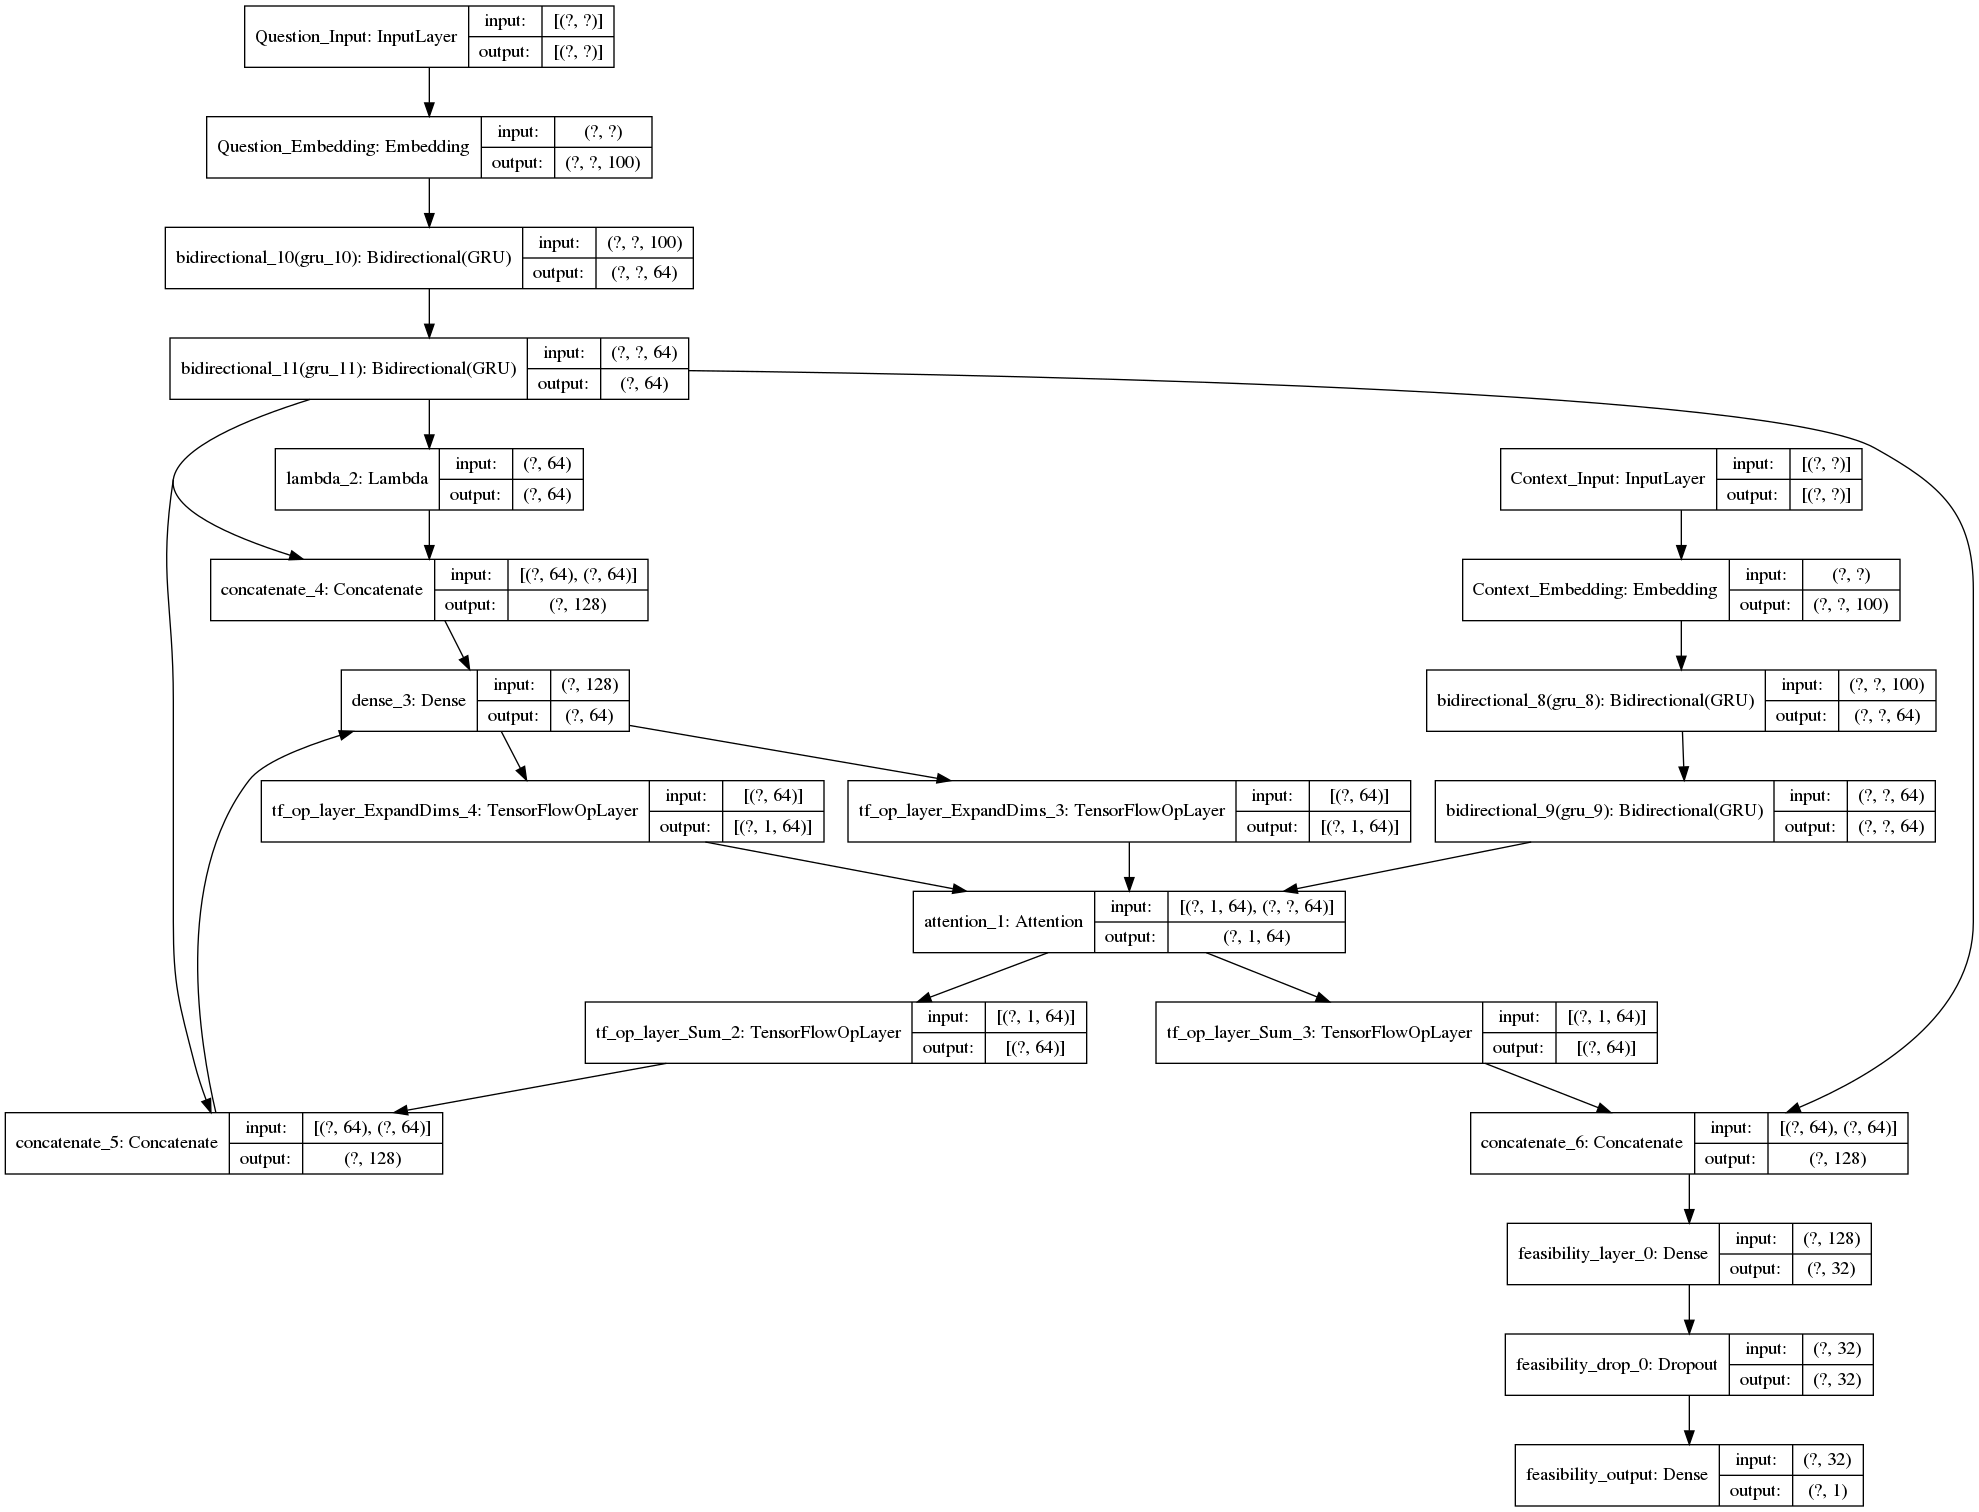 Question_Input: InputLayer
input: [(?, ?)]
output: [(?, ?)]
Question_Embedding: Embedding
input: (?, ?)
output: (?, ?, 100)
bidirectional_10(gru_10): Bidirectional(GRU)
input: (?, ?, 100)
output: (?, ?, 64)
bidirectional_11(gru_11): Bidirectional(GRU)
input: (?, ?, 64)
output: (?, 64)
lambda_2: Lambda
input: (?, 64)
output: (?, 64)
Context_Input: InputLayer
input: [(?, ?)]
output: [(?, ?)]
concatenate_4: Concatenate
input: [(?, 64), (?, 64)]
output: (?, 128)
Context_Embedding: Embedding
input: (?, ?)
output: (?, ?, 100)
dense_3: Dense
input: (?, 128)
output: (?, 64)
bidirectional_8(gru_8): Bidirectional(GRU)
input: (?, ?, 100)
output: (?, ?, 64)
tf_op_layer_ExpandDims_4: TensorFlowOpLayer
input: [(?, 64)]
output: [(?, 1, 64)]
tf_op_layer_ExpandDims_3: TensorFlowOpLayer
input: [(?, 64)]
output: [(?, 1, 64)]
bidirectional_9(gru_9): Bidirectional(GRU)
input: (?, ?, 64)
output: (?, ?, 64)
attention_1: Attention
input: [(?, 1, 64), (?, ?, 64)]
output: (?, 1, 64)
tf_op_layer_Sum_2: TensorFlowOpLayer
input: [(?, 1, 64)]
output: [(?, 64)]
tf_op_layer_Sum_3: TensorFlowOpLayer
input: [(?, 1, 64)]
output: [(?, 64)]
concatenate_5: Concatenate
input: [(?, 64), (?, 64)]
output: (?, 128)
concatenate_6: Concatenate
input: [(?, 64), (?, 64)]
output: (?, 128)
feasibility_layer_0: Dense
input: (?, 128)
output: (?, 32)
feasibility_drop_0: Dropout
input: (?, 32)
output: (?, 32)
feasibility_output: Dense
input: (?, 32)
output: (?, 1)